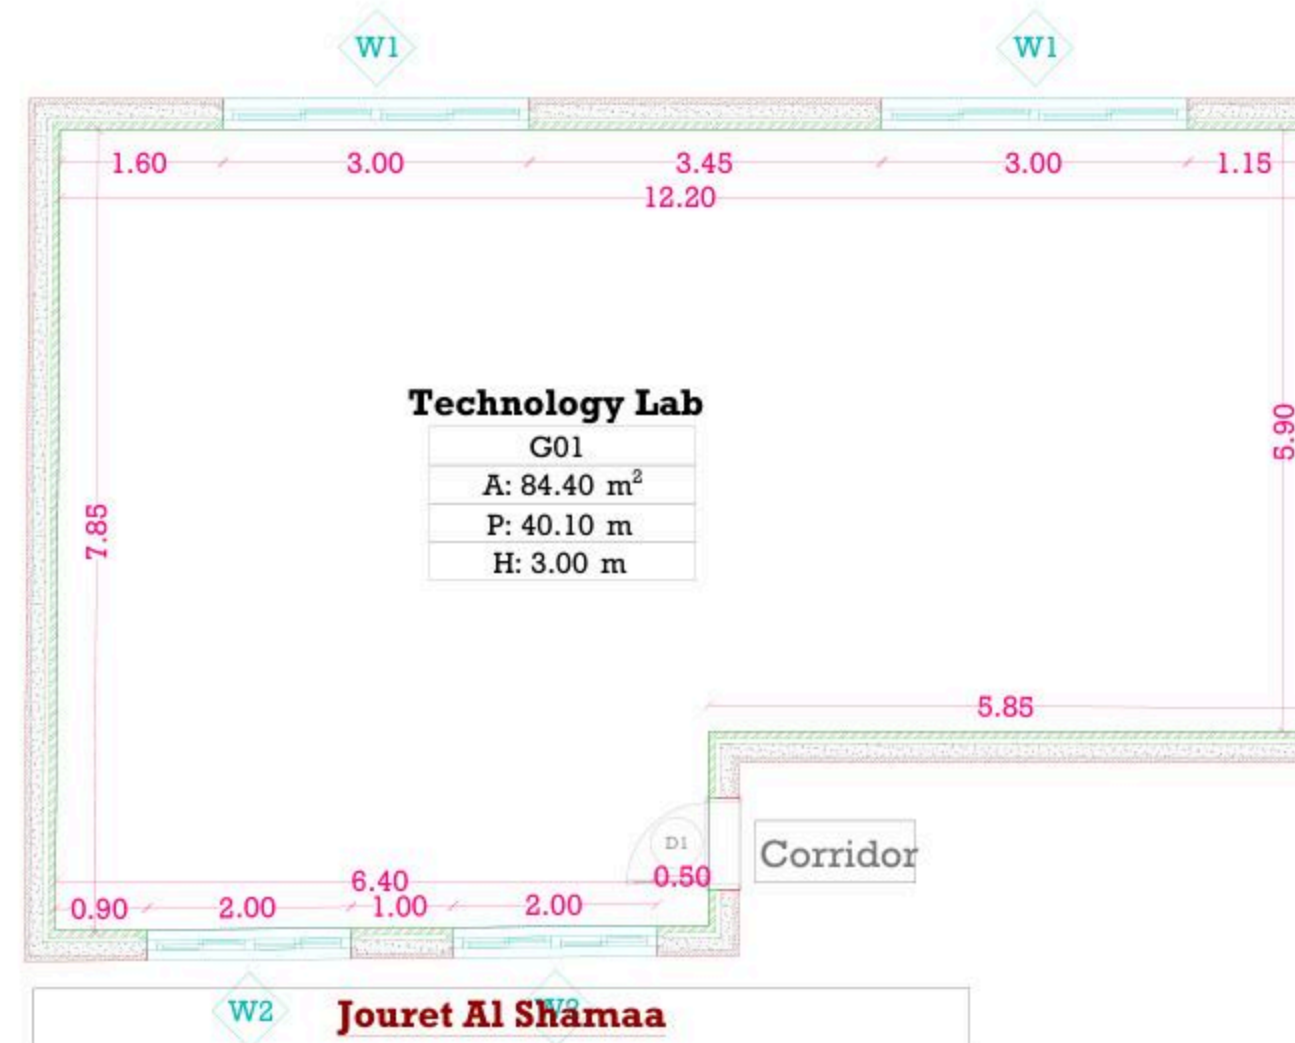 W1 W1
1.60 3.00 3.45 3.00 1.15
12.20
Technology Lab
G01
A: 84.40 m²
P: 40.10 m
H: 3.00 m
5.90
7.85
5.85
D1
Corridor
6.40 0.50
0.90 2.00 1.00 2.00
W2 W2
Jouret Al Shamaa